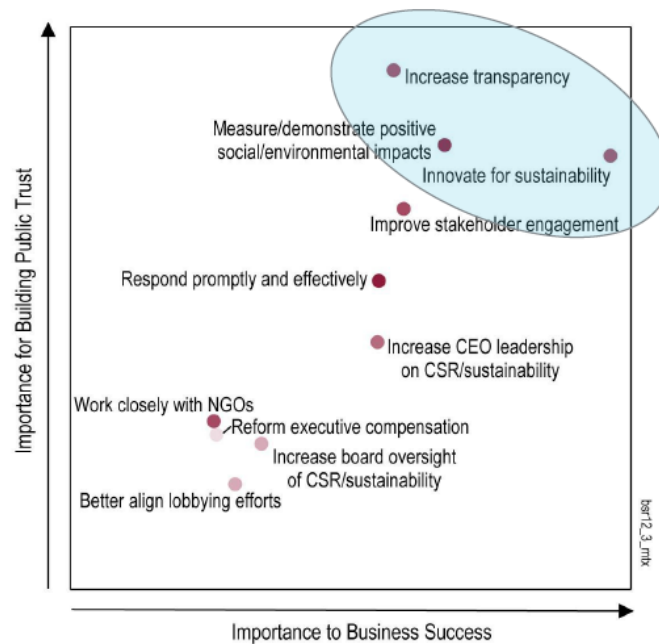 Importance for Building Public Trust
Increase transparency
Measure/demonstrate positive
social/environmental impacts
Innovate for sustainability
Improve stakeholder engagement
Respond promptly and effectively
Increase CEO leadership
on CSR/sustainability
Work closely with NGOs
Reform executive compensation
Increase board oversight
of CSR/sustainability
Better align lobbying efforts
bsr12_3_mtx
Importance to Business Success